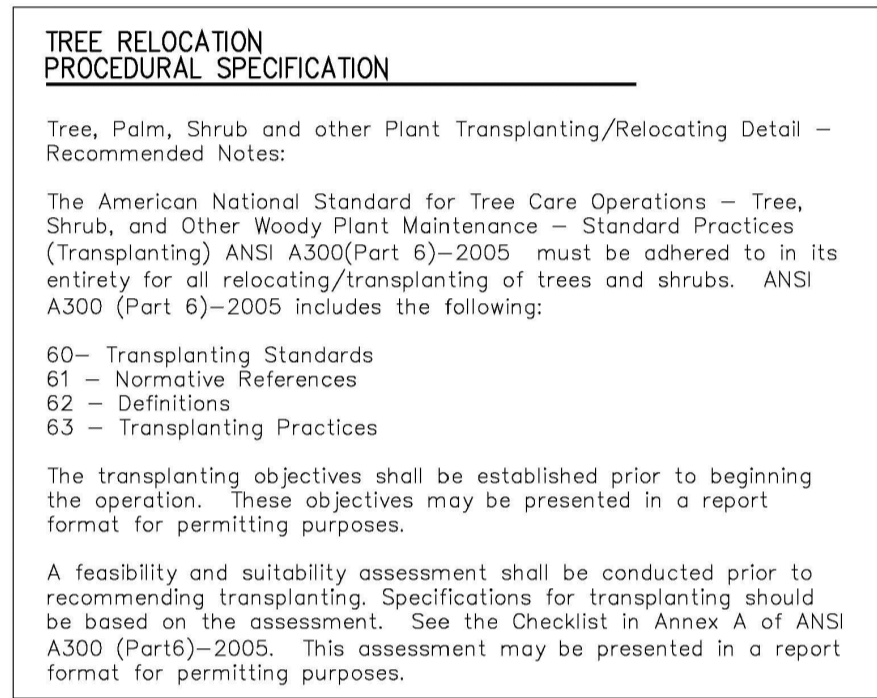 TREE RELOCATION
PROCEDURAL SPECIFICATION
Tree, Palm, Shrub and other Plant Transplanting/Relocating Detail –
Recommended Notes:
The American National Standard for Tree Care Operations – Tree,
Shrub, and Other Woody Plant Maintenance – Standard Practices
(Transplanting) ANSI A300(Part 6)–2005  must be adhered to in its
entirety for all relocating/transplanting of trees and shrubs.  ANSI
A300 (Part 6)–2005 includes the following:
60– Transplanting Standards
61 – Normative References
62 – Definitions
63 – Transplanting Practices
The transplanting objectives shall be established prior to beginning
the operation.  These objectives may be presented in a report
format for permitting purposes.
A feasibility and suitability assessment shall be conducted prior to
recommending transplanting. Specifications for transplanting should
be based on the assessment.  See the Checklist in Annex A of ANSI
A300 (Part6)–2005.  This assessment may be presented in a report
format for permitting purposes.